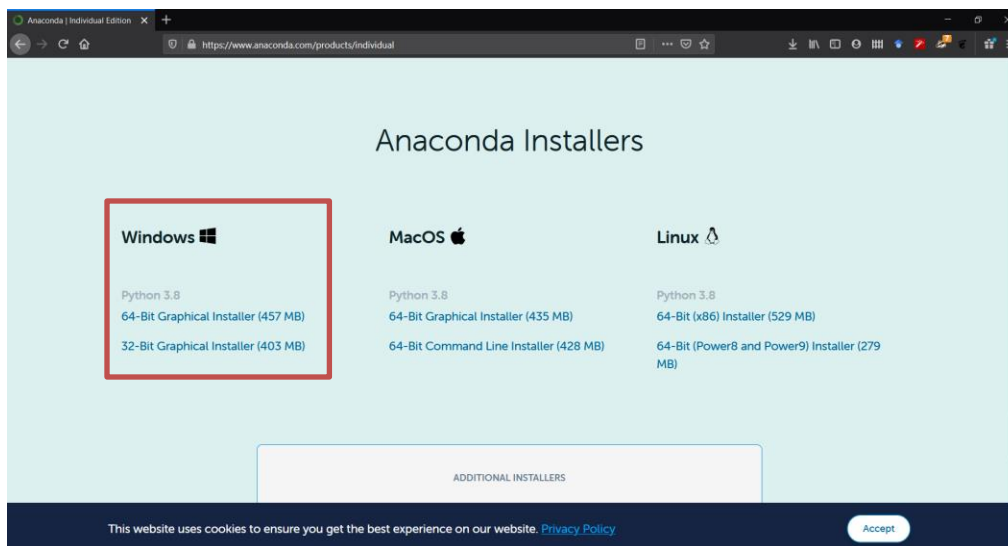 Anaconda | Individual Edition
https://www.anaconda.com/products/individual
Anaconda Installers
Windows
Python 3.8
64-Bit Graphical Installer (457 MB)
32-Bit Graphical Installer (403 MB)
MacOS
Python 3.8
64-Bit Graphical Installer (435 MB)
64-Bit Command Line Installer (428 MB)
Linux
Python 3.8
64-Bit (x86) Installer (529 MB)
64-Bit (Power8 and Power9) Installer (279
MB)
ADDITIONAL INSTALLERS
This website uses cookies to ensure you get the best experience on our website. Privacy Policy
Accept